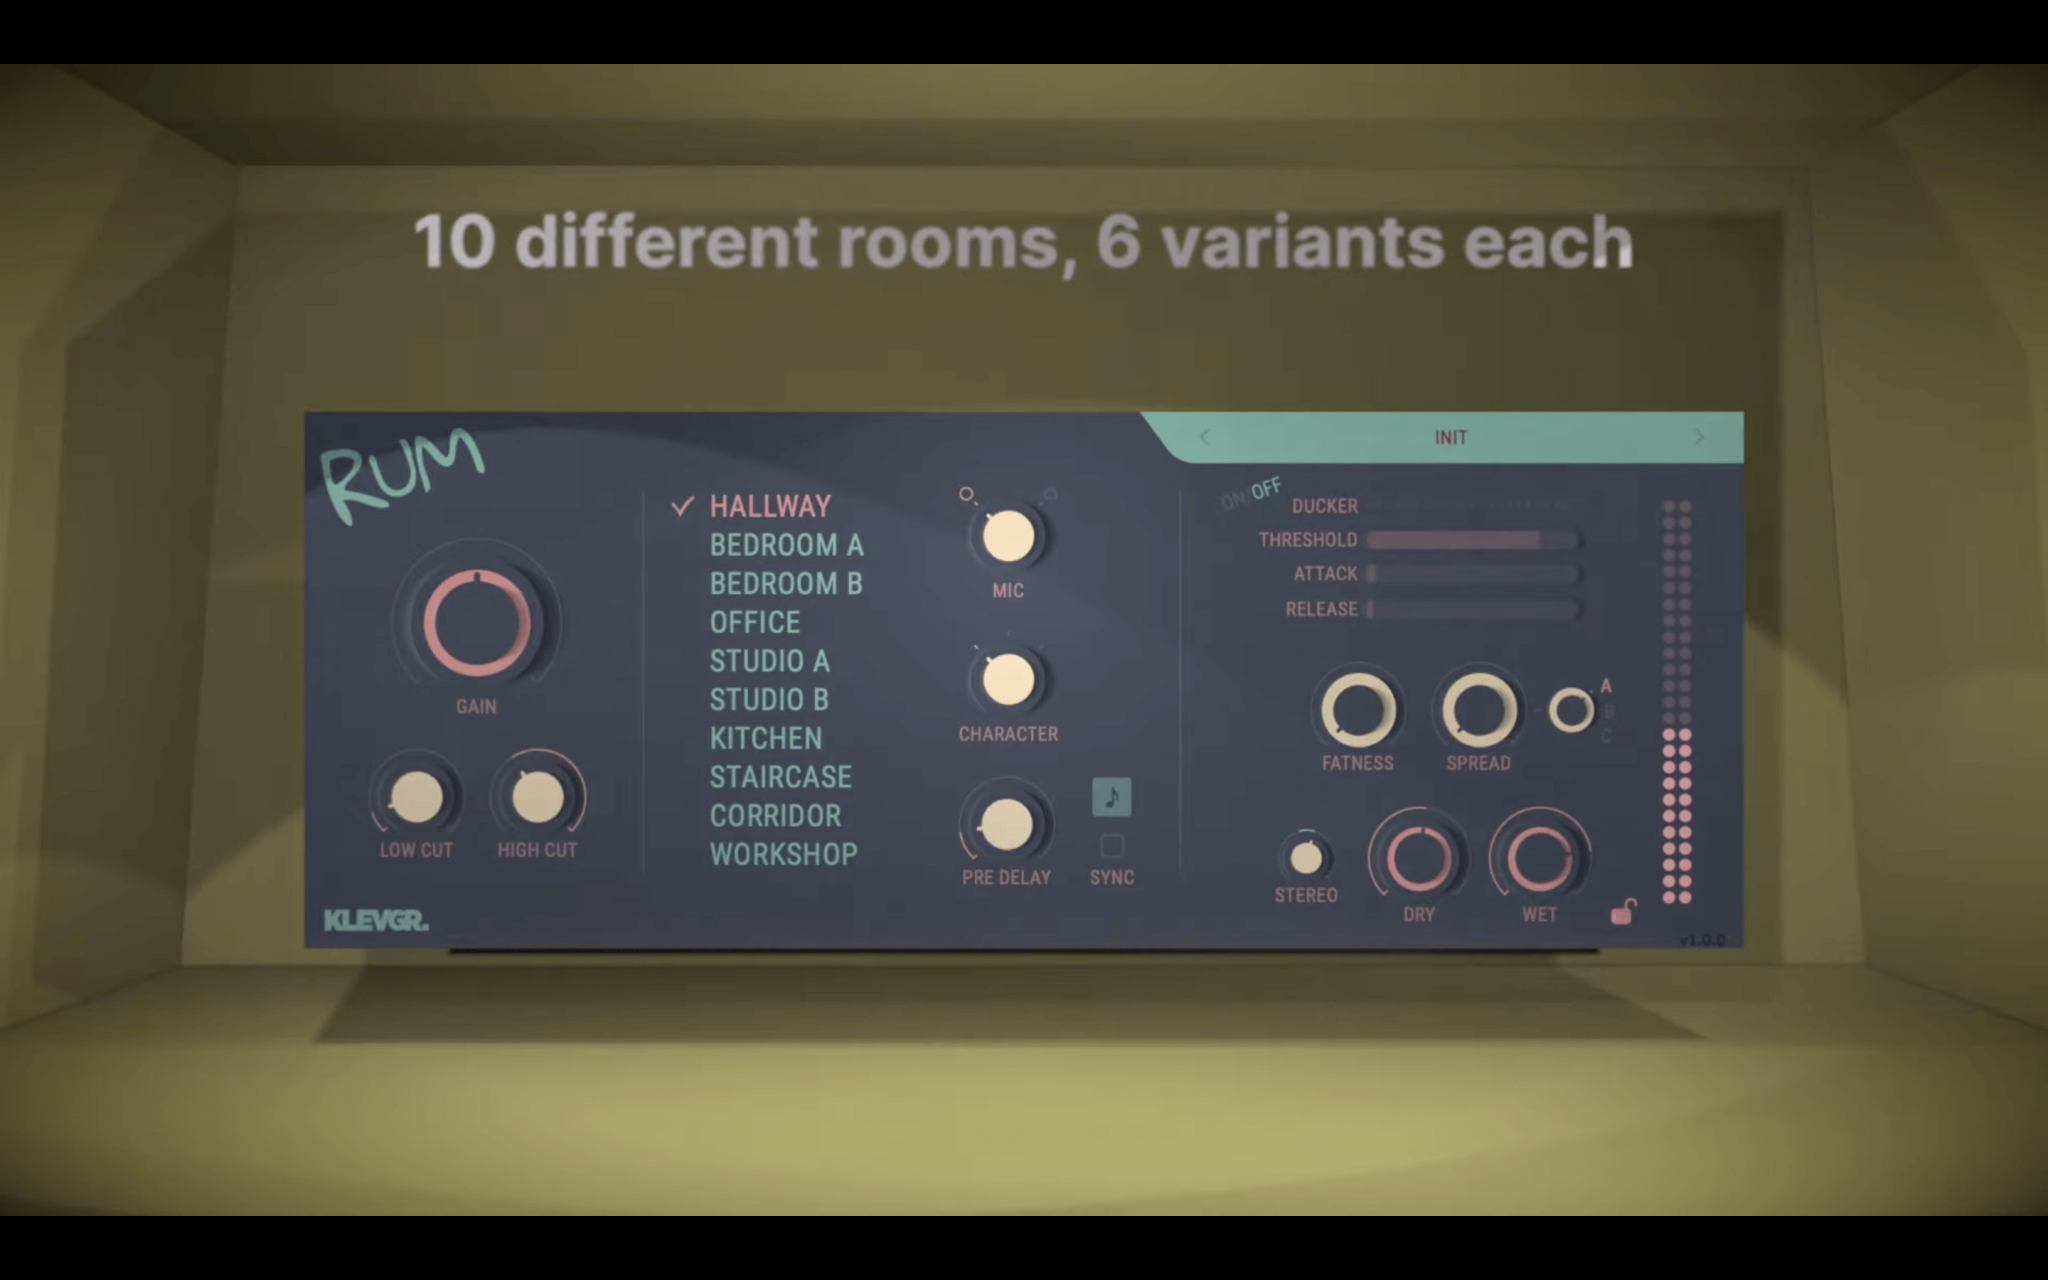 10 different rooms, 6 variants each
RUM
INIT
HALLWAY
BEDROOM A
BEDROOM B
OFFICE
STUDIO A
STUDIO B
KITCHEN
STAIRCASE
CORRIDOR
WORKSHOP
GAIN
LOW CUT
HIGH CUT
MIC
CHARACTER
PRE DELAY
SYNC
ON/OFF
DUCKER
THRESHOLD
ATTACK
RELEASE
FATNESS
SPREAD
A
B
C
STEREO
DRY
WET
KLEVGR.
v1.0.0